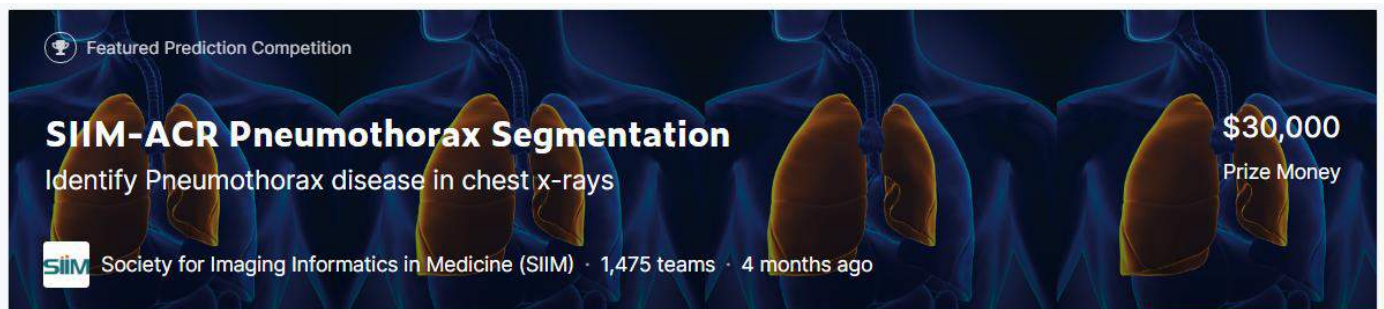 Featured Prediction Competition
SIIM-ACR Pneumothorax Segmentation
$30,000
Identify Pneumothorax disease in chest x-rays
Prize Money
SIIM
Society for Imaging Informatics in Medicine (SIIM) · 1,475 teams · 4 months ago